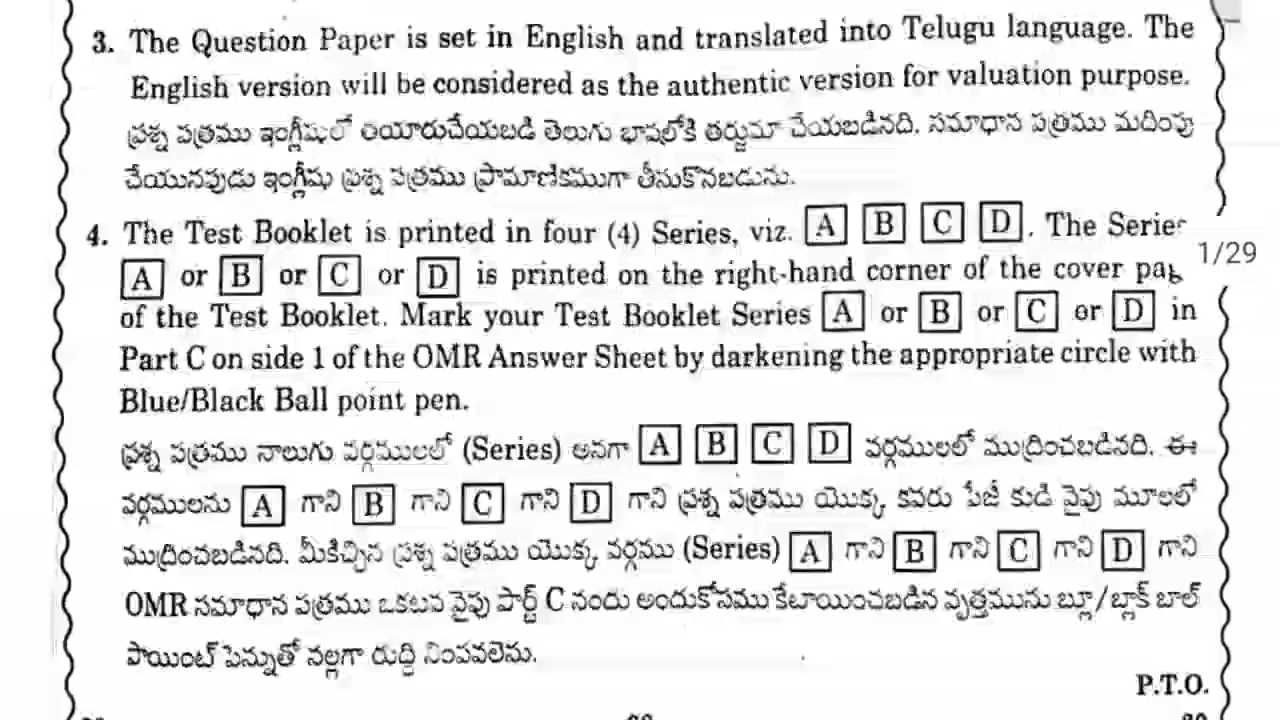 3. The Question Paper is set in English and translated into Telugu language. The
English version will be considered as the authentic version for valuation purpose.
ప్రశ్న పత్రము ఇంగ్లీషులో తయారుచేయబడి తెలుగు భాషలోకి తర్జుమా చేయబడినది. సమాధాన పత్రము మదింపు
చేయునపుడు ఇంగ్లీషు ప్రశ్న పత్రము ప్రామాణికముగా తీసుకొనబడును.
4. The Test Booklet is printed in four (4) Series, viz. A B C D. The Series
1/29
A or B or C or D is printed on the right-hand corner of the cover pag
of the Test Booklet. Mark your Test Booklet Series A or B or C or D in
Part C on side 1 of the OMR Answer Sheet by darkening the appropriate circle with
Blue/Black Ball point pen.
ప్రశ్న పత్రము నాలుగు వర్గములలో (Series) అనగా A B C D వర్గములలో ముద్రించబడినది. ఈ
వర్గములను A గాని B గాని C గాని D గాని ప్రశ్న పత్రము యొక్క కవరు పేజీ కుడి వైపు మూలలో
ముద్రించబడినది. మీకిచ్చిన ప్రశ్న పత్రము యొక్క వర్గము (Series) A గాని B గాని C గాని D గాని
OMR సమాధాన పత్రము ఒకటవ వైపు పార్ట్ C నందు అందుకోసము కేటాయించబడిన వృత్తమును బ్లూ/బ్లాక్ బాల్
పాయింట్ పెన్నుతో నల్లగా రుద్ది నింపవలెను.
P.T.O.